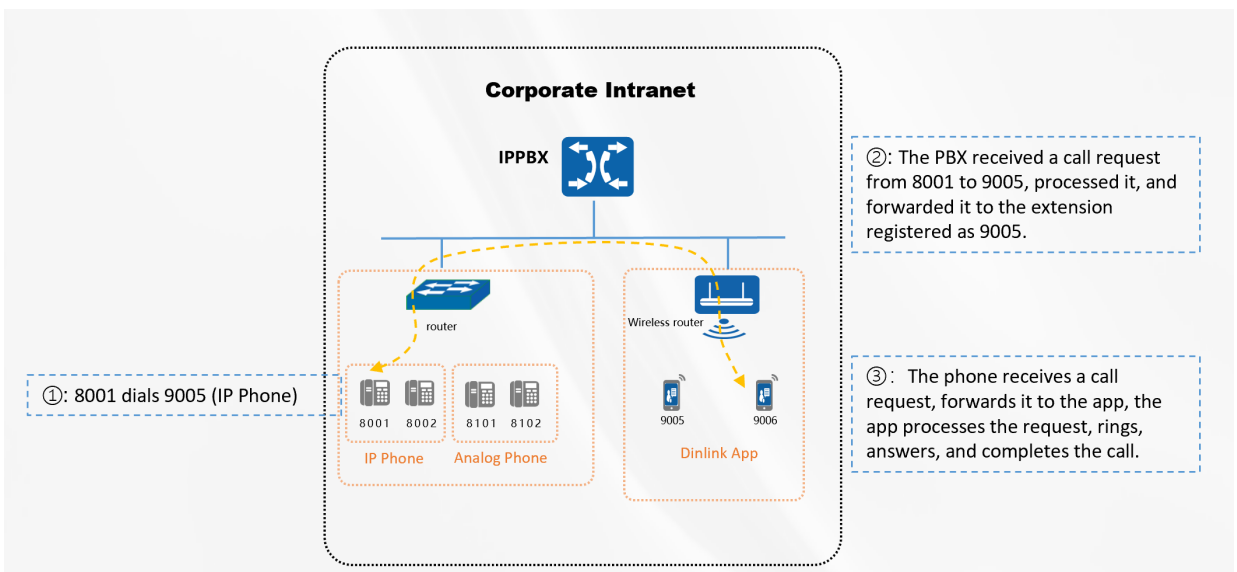 Corporate Intranet
IPPBX
②: The PBX received a call request
from 8001 to 9005, processed it, and
forwarded it to the extension
registered as 9005.
router
Wireless router
①: 8001 dials 9005 (IP Phone)
8001
8002
8101
8102
9005
9006
IP Phone
Analog Phone
Dinlink App
③: The phone receives a call
request, forwards it to the app, the
app processes the request, rings,
answers, and completes the call.